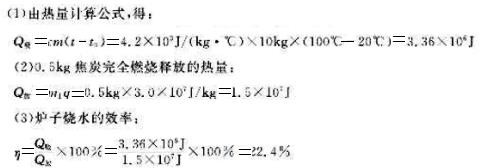 (1)由热量计算公式,得:
Q吸=cm(t-t₀)=4.2×10³J/(kg·℃)×10kg×(100℃-20℃)=3.36×10⁶J
(2)0.5kg焦炭完全燃烧释放的热量:
Q放=m₁q=0.5kg×3.0×10⁷J/kg=1.5×10⁷J
(3)炉子烧水的效率:
η=Q吸/Q放×100%=3.36×10⁶J/1.5×10⁷J×100%=22.4%